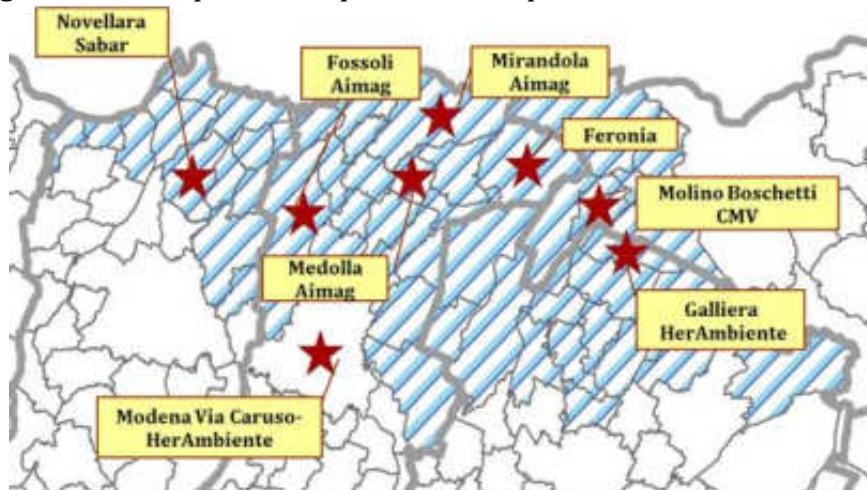 Novellara
Sabar
Fossoli
Aimag
Mirandola
Aimag
Feronia
Molino Boschetti
CMV
Medolla
Aimag
Galliera
HerAmbiente
Modena Via Caruso-
HerAmbiente